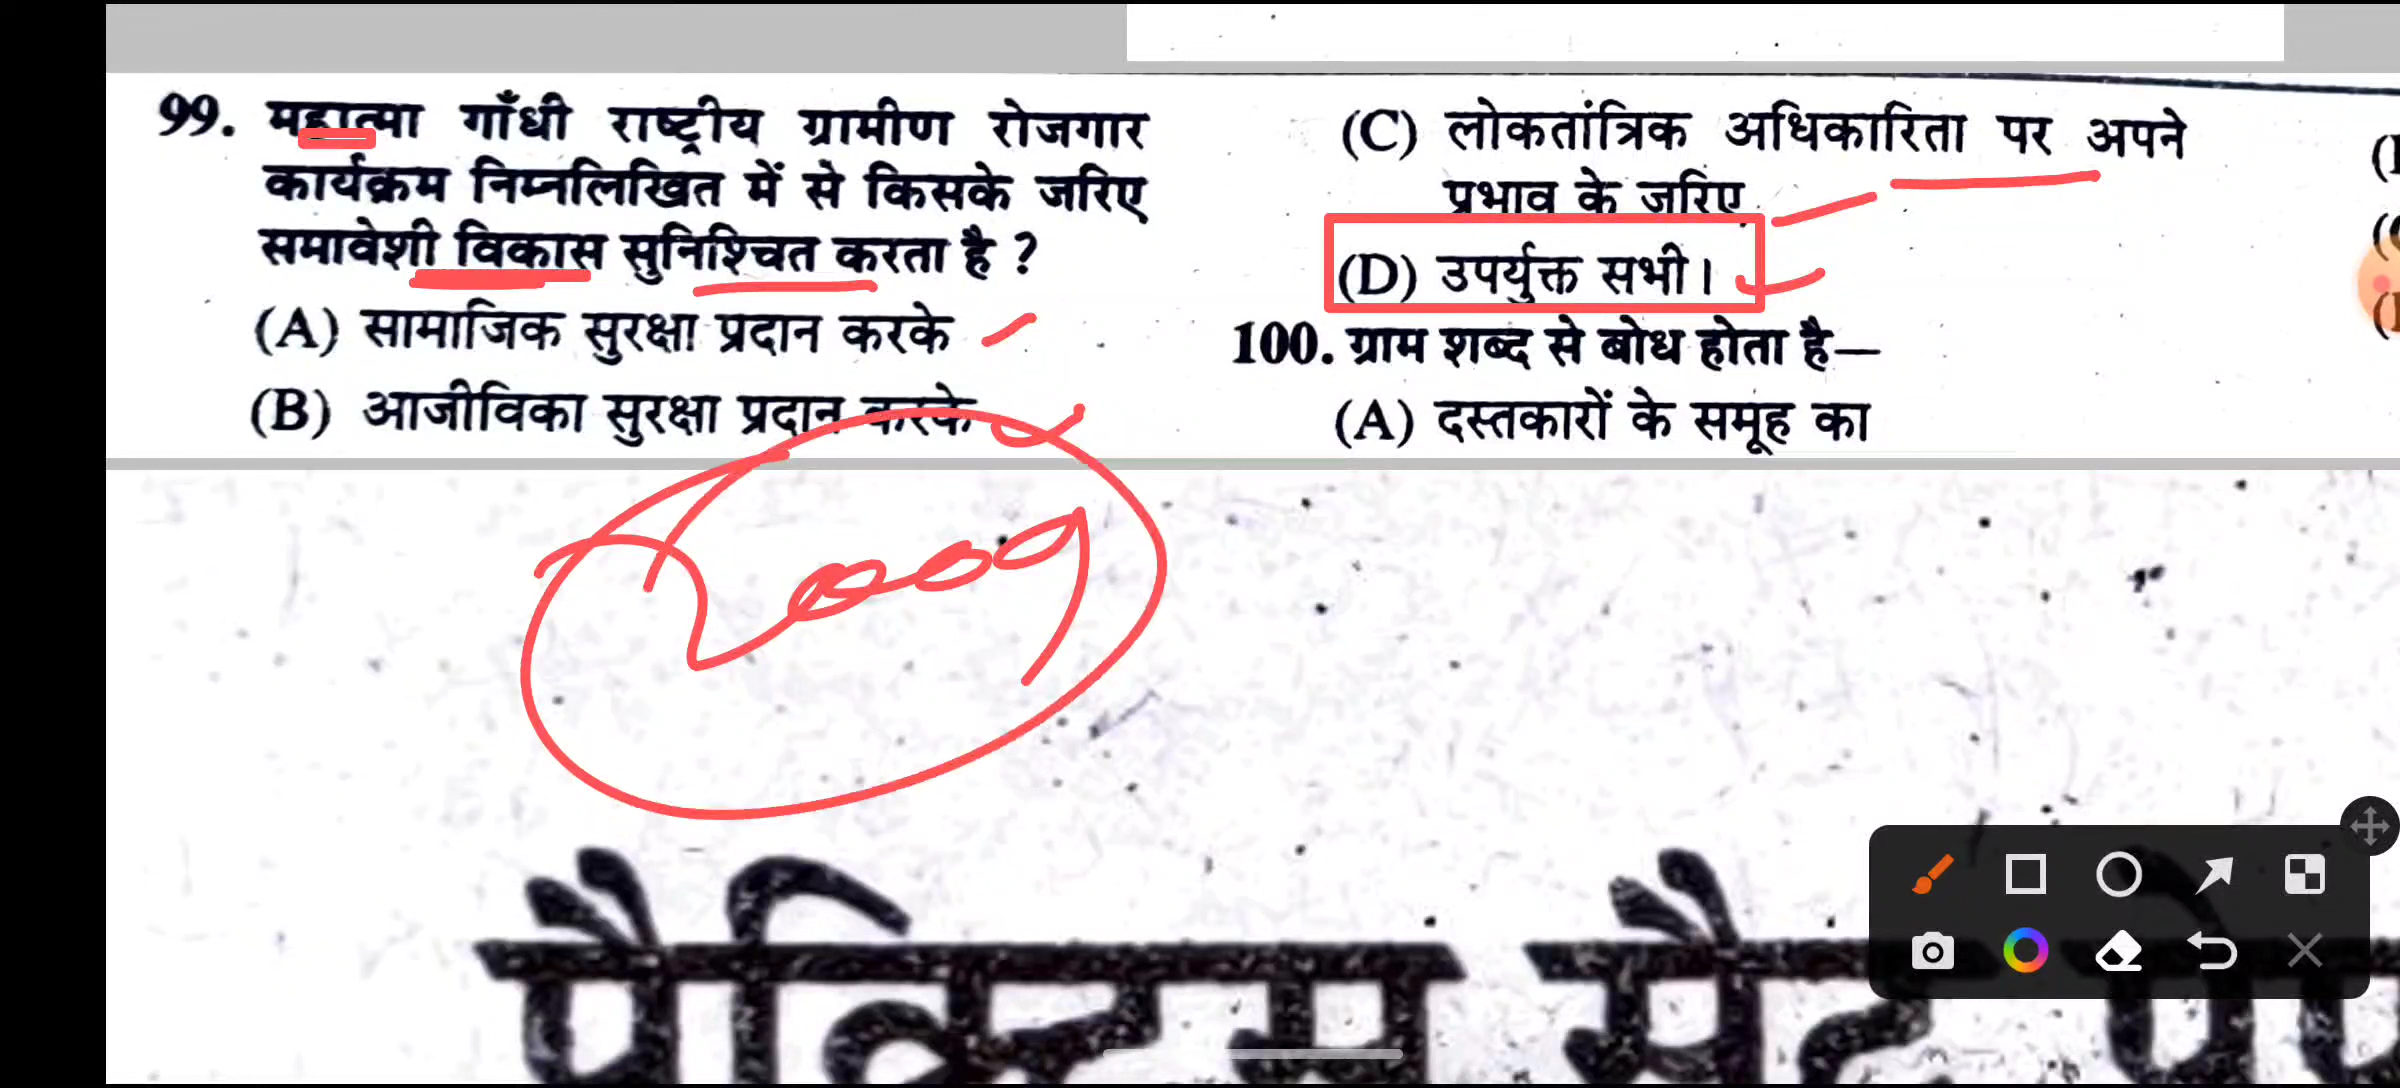 99. महात्मा गाँधी राष्ट्रीय ग्रामीण रोजगार
कार्यक्रम निम्नलिखित में से किसके जरिए
समावेशी विकास सुनिश्चित करता है ?
(A) सामाजिक सुरक्षा प्रदान करके
(B) आजीविका सुरक्षा प्रदान करके
(C) लोकतांत्रिक अधिकारिता पर अपने
प्रभाव के जरिए
(D) उपर्युक्त सभी।
100. ग्राम शब्द से बोध होता है—
(A) दस्तकारों के समूह का
2009